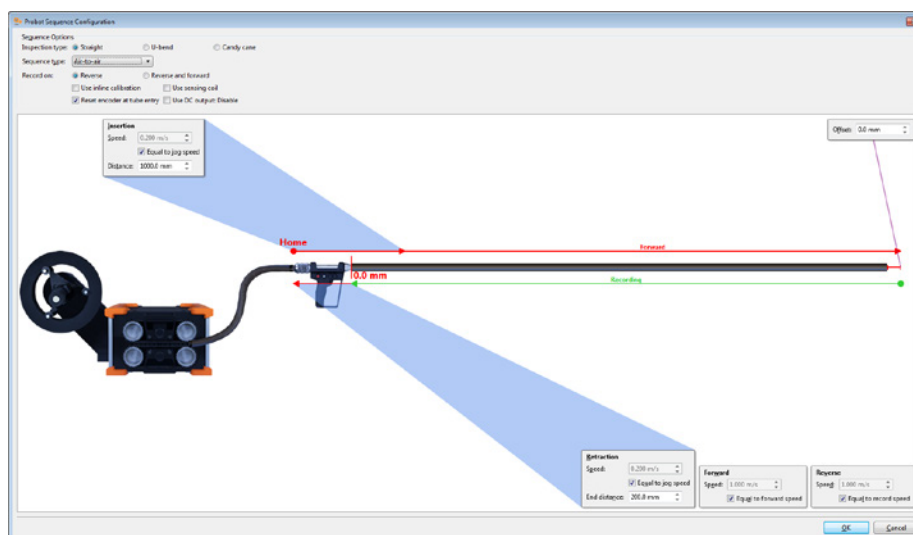 Probot Sequence Configuration
Sequence Options
Inspection type: Straight U-bend Candy cane
Sequence type: Air-to-air
Record on: Reverse Reverse and forward
Use inline calibration Use sensing coil
Reset encoder at tube entry Use DC output: Disable
Insertion
Speed: 0.200 m/s
Equal to jog speed
Distance: 1000.0 mm
Offset: 0.0 mm
Home
Forward
0.0 mm
Recording
Retraction
Speed: 0.200 m/s
Equal to jog speed
End distance: 200.0 mm
Forward
Speed: 1.000 m/s
Equal to forward speed
Reverse
Speed: 1.000 m/s
Equal to record speed
OK Cancel